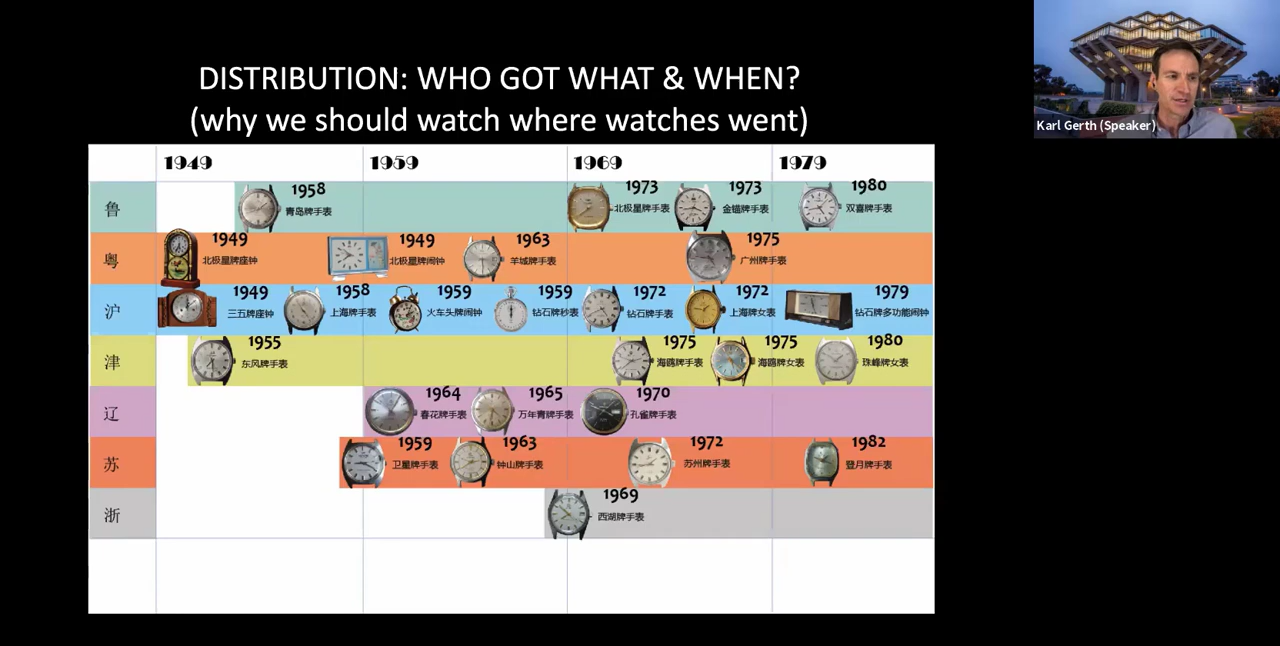 DISTRIBUTION: WHO GOT WHAT & WHEN?
(why we should watch where watches went)
Karl Gerth (Speaker)
1949 1959 1969 1979
鲁
1958 青岛牌手表
1973 北极星牌手表
1973 金锚牌手表
1980 双喜牌手表
粤
1949 北极星牌座钟
1949 北极星牌闹钟
1963 羊城牌手表
1975 广州牌手表
沪
1949 三五牌座钟
1958 上海牌手表
1959 火车头牌闹钟
1959 钻石牌秒表
1972 钻石牌手表
1972 上海牌女表
1979 钻石牌多功能闹钟
津
1955 东风牌手表
1975 海鸥牌手表
1975 海鸥牌女表
1980 珠峰牌女表
辽
1964 春花牌手表
1965 万年青牌手表
1970 孔雀牌手表
苏
1959 卫星牌手表
1963 钟山牌手表
1972 苏州牌手表
1982 登月牌手表
浙
1969 西湖牌手表